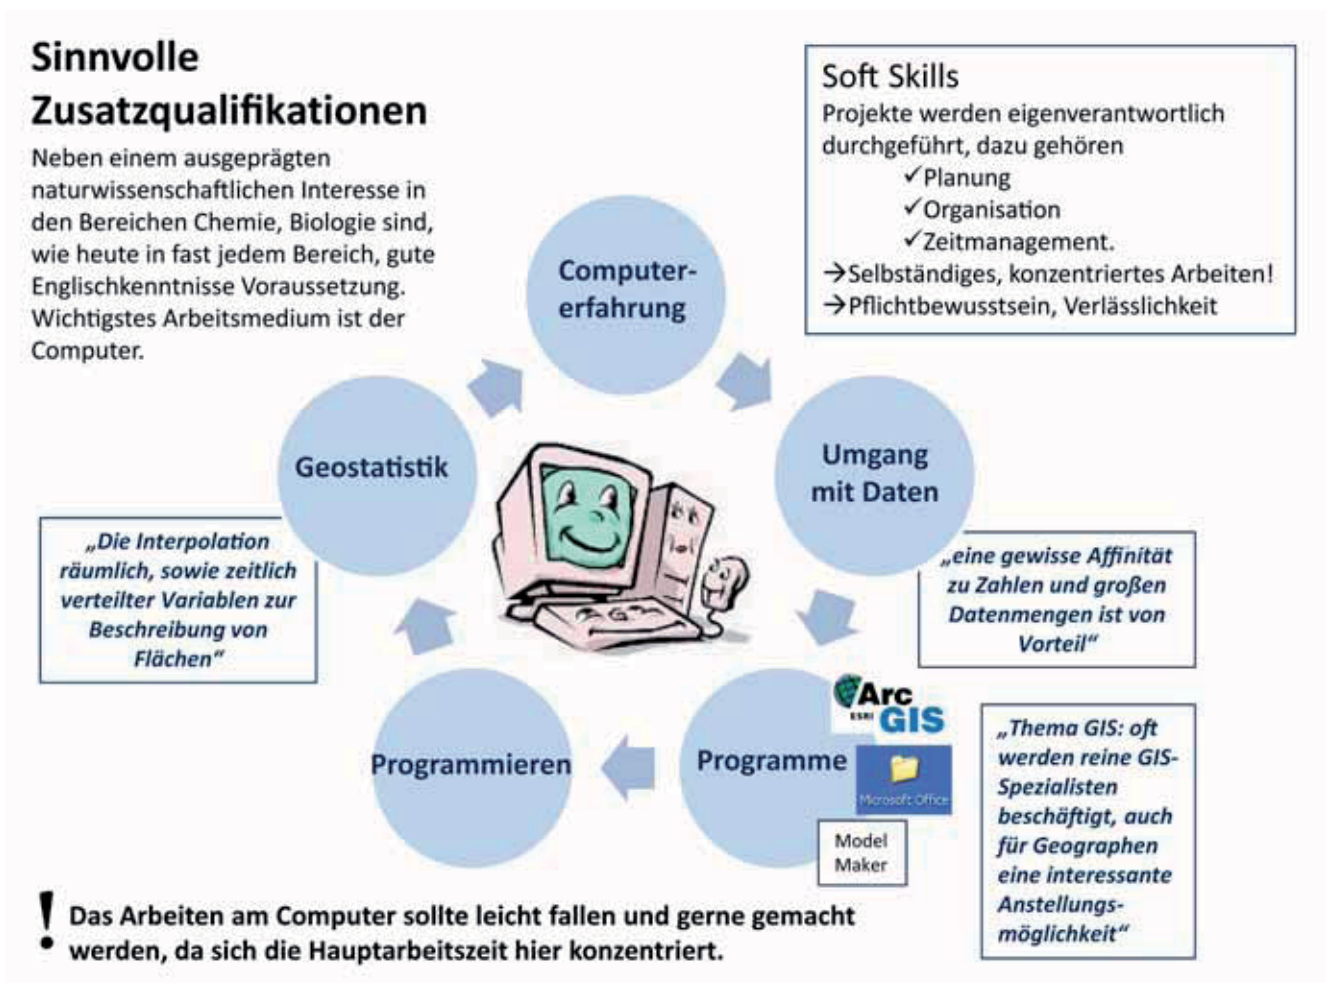 Sinnvolle
Zusatzqualifikationen
Neben einem ausgeprägten
naturwissenschaftlichen Interesse in
den Bereichen Chemie, Biologie sind,
wie heute in fast jedem Bereich, gute
Englischkenntnisse Voraussetzung.
Wichtigstes Arbeitsmedium ist der
Computer.
Soft Skills
Projekte werden eigenverantwortlich
durchgeführt, dazu gehören
✓Planung
✓Organisation
✓Zeitmanagement.
→Selbständiges, konzentriertes Arbeiten!
→Pflichtbewusstsein, Verlässlichkeit
Computer-
erfahrung
Umgang
mit Daten
„eine gewisse Affinität
zu Zahlen und großen
Datenmengen ist von
Vorteil“
Programme
Arc
ESRI GIS
Microsoft Office
Model
Maker
„Thema GIS: oft
werden reine GIS-
Spezialisten
beschäftigt, auch
für Geographen
eine interessante
Anstellungs-
möglichkeit“
Programmieren
Geostatistik
„Die Interpolation
räumlich, sowie zeitlich
verteilter Variablen zur
Beschreibung von
Flächen“
! Das Arbeiten am Computer sollte leicht fallen und gerne gemacht
werden, da sich die Hauptarbeitszeit hier konzentriert.